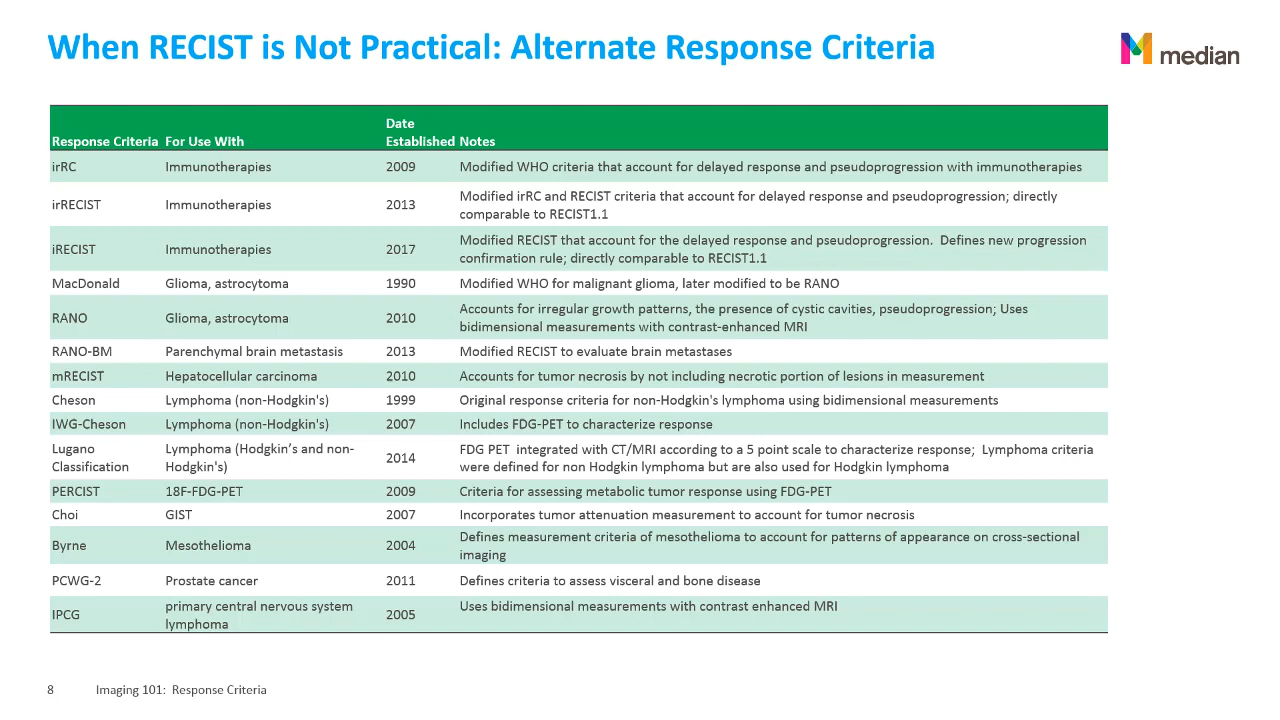 When RECIST is Not Practical: Alternate Response Criteria
median
Response Criteria For Use With Date Established Notes
irRC Immunotherapies 2009 Modified WHO criteria that account for delayed response and pseudoprogression with immunotherapies
irRECIST Immunotherapies 2013 Modified irRC and RECIST criteria that account for delayed response and pseudoprogression; directly
comparable to RECIST1.1
iRECIST Immunotherapies 2017 Modified RECIST that account for the delayed response and pseudoprogression.  Defines new progression
confirmation rule; directly comparable to RECIST1.1
MacDonald Glioma, astrocytoma 1990 Modified WHO for malignant glioma, later modified to be RANO
RANO Glioma, astrocytoma 2010 Accounts for irregular growth patterns, the presence of cystic cavities, pseudoprogression; Uses
bidimensional measurements with contrast-enhanced MRI
RANO-BM Parenchymal brain metastasis 2013 Modified RECIST to evaluate brain metastases
mRECIST Hepatocellular carcinoma 2010 Accounts for tumor necrosis by not including necrotic portion of lesions in measurement
Cheson Lymphoma (non-Hodgkin's) 1999 Original response criteria for non-Hodgkin's lymphoma using bidimensional measurements
IWG-Cheson Lymphoma (non-Hodgkin's) 2007 Includes FDG-PET to characterize response
Lugano
Classification
Lymphoma (Hodgkin’s and non-
Hodgkin's)
2014
FDG PET  integrated with CT/MRI according to a 5 point scale to characterize response;  Lymphoma criteria
were defined for non Hodgkin lymphoma but are also used for Hodgkin lymphoma
PERCIST 18F-FDG-PET 2009 Criteria for assessing metabolic tumor response using FDG-PET
Choi GIST 2007 Incorporates tumor attenuation measurement to account for tumor necrosis
Byrne Mesothelioma 2004 Defines measurement criteria of mesothelioma to account for patterns of appearance on cross-sectional
imaging
PCWG-2 Prostate cancer 2011 Defines criteria to assess visceral and bone disease
IPCG
primary central nervous system
lymphoma
2005
Uses bidimensional measurements with contrast enhanced MRI
8 Imaging 101:  Response Criteria